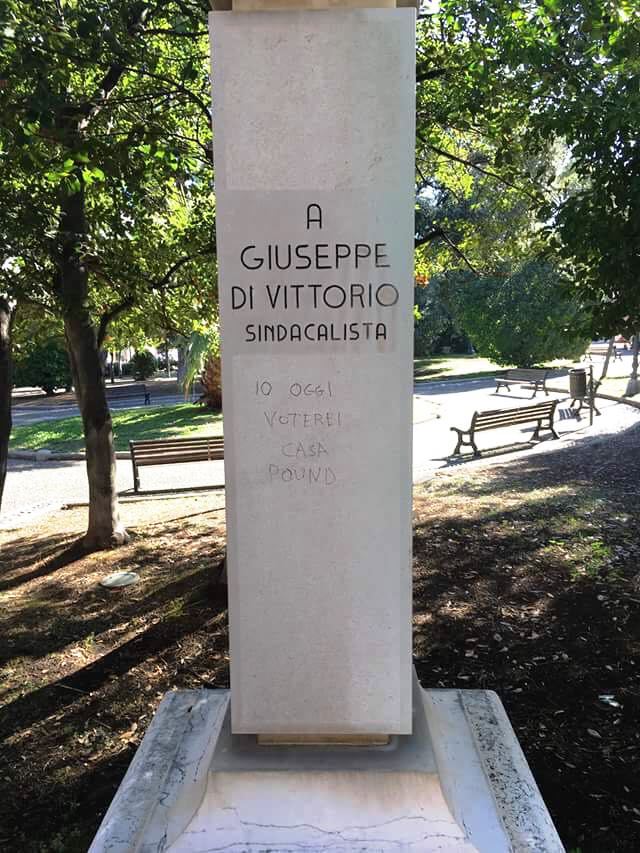 A
GIUSEPPE
DI VITTORIO
SINDACALISTA
IO OGGI
VOTEREI
CASA
POUND